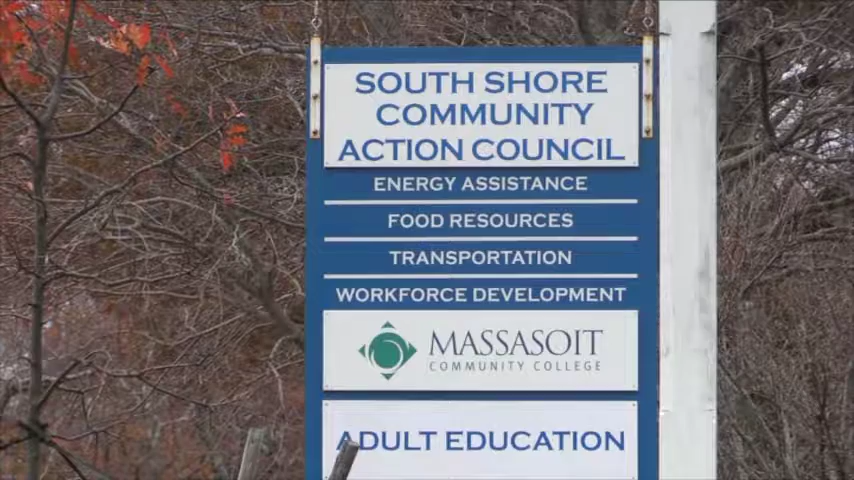 SOUTH SHORE
COMMUNITY
ACTION COUNCIL
ENERGY ASSISTANCE
FOOD RESOURCES
TRANSPORTATION
WORKFORCE DEVELOPMENT
MASSASOIT
COMMUNITY COLLEGE
ADULT EDUCATION